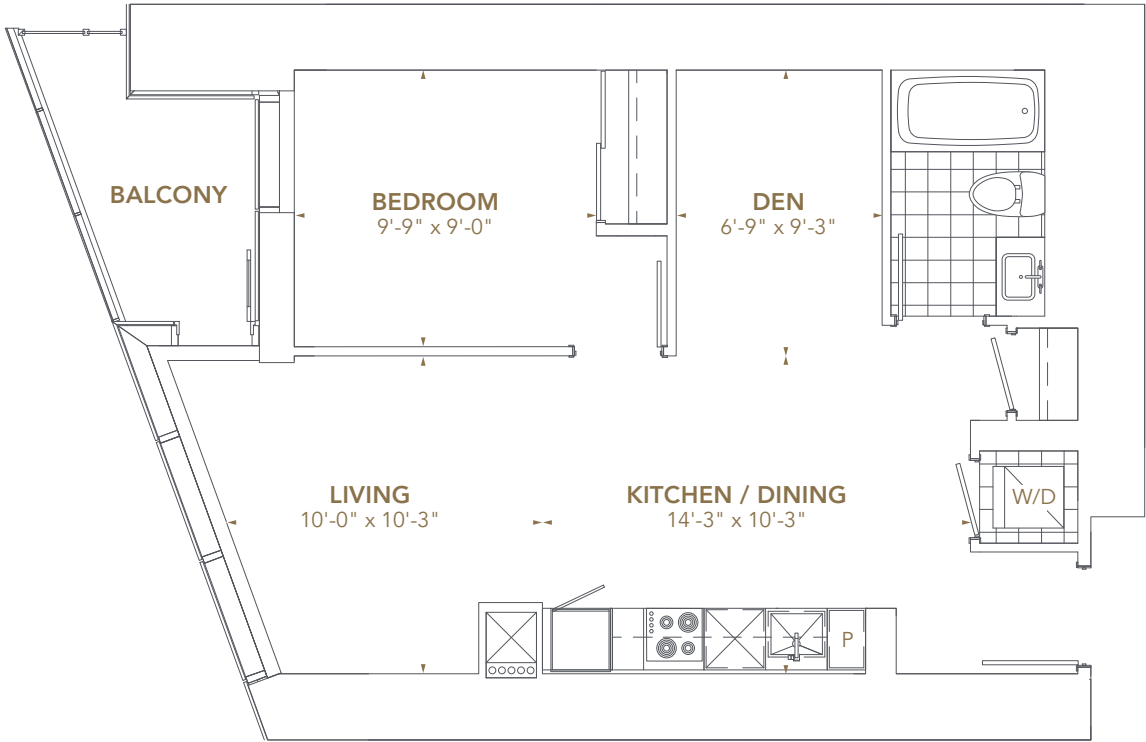 BALCONY
BEDROOM
9'-9" x 9'-0"
DEN
6'-9" x 9'-3"
LIVING
10'-0" x 10'-3"
KITCHEN / DINING
14'-3" x 10'-3"
W/D
P